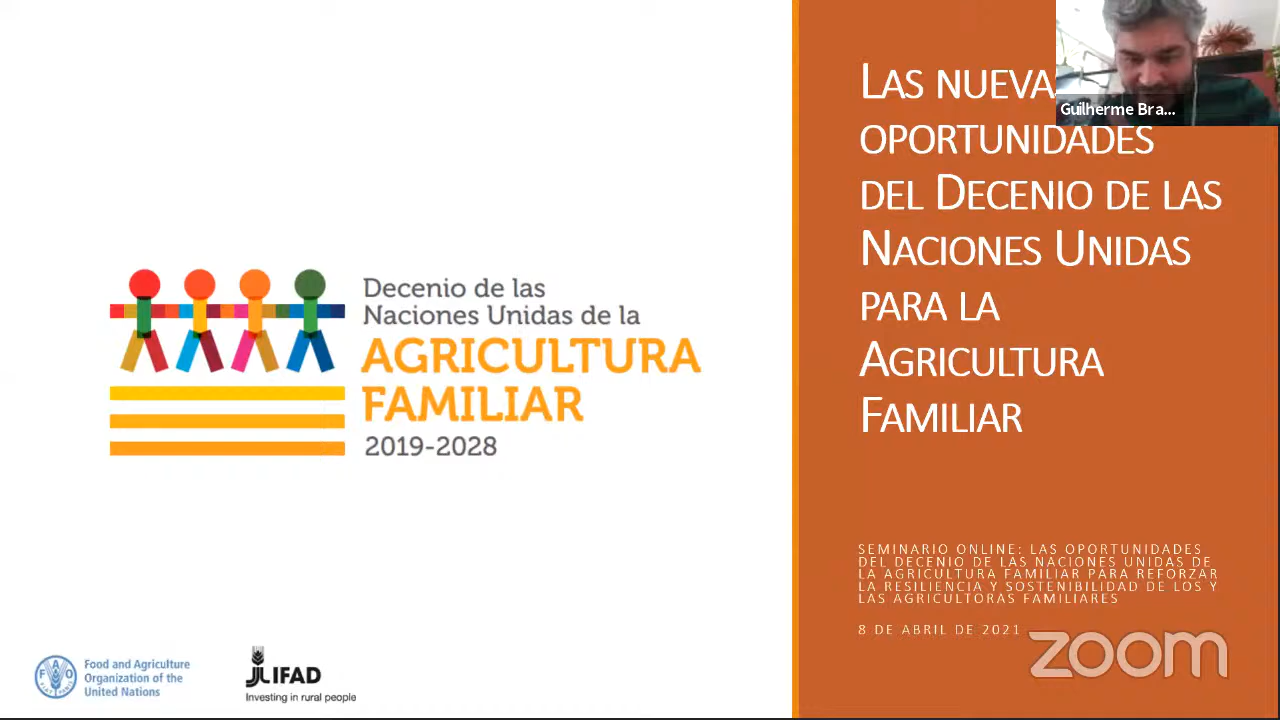 Decenio de las
Naciones Unidas de la
AGRICULTURA
FAMILIAR
2019-2028
Food and Agriculture
Organization of the
United Nations
IFAD
Investing in rural people
LAS NUEVAS
OPORTUNIDADES
DEL DECENIO DE LAS
NACIONES UNIDAS
PARA LA
AGRICULTURA
FAMILIAR
Guilherme Bra...
SEMINARIO ONLINE: LAS OPORTUNIDADES
DEL DECENIO DE LAS NACIONES UNIDAS DE
LA AGRICULTURA FAMILIAR PARA REFORZAR
LA RESILIENCIA Y SOSTENIBILIDAD DE LOS Y
LAS AGRICULTORAS FAMILIARES
8 DE ABRIL DE 2021
zoom